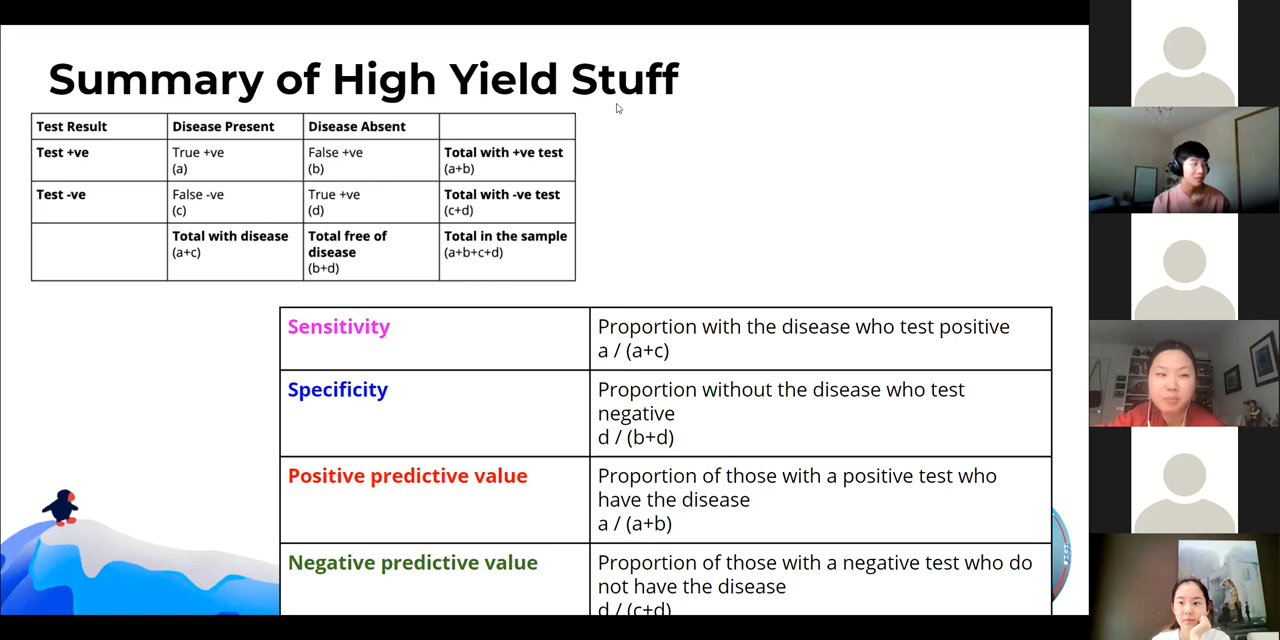 Summary of High Yield Stuff
Test Result Disease Present Disease Absent
Test +ve True +ve False +ve Total with +ve test
(a) (b) (a+b)
Test -ve False -ve True +ve Total with -ve test
(c) (d) (c+d)
Total with disease Total free of Total in the sample
(a+c) disease (a+b+c+d)
(b+d)
Sensitivity Proportion with the disease who test positive
a / (a+c)
Specificity Proportion without the disease who test
negative
d / (b+d)
Positive predictive value Proportion of those with a positive test who
have the disease
a / (a+b)
Negative predictive value Proportion of those with a negative test who do
not have the disease
d / (c+d)